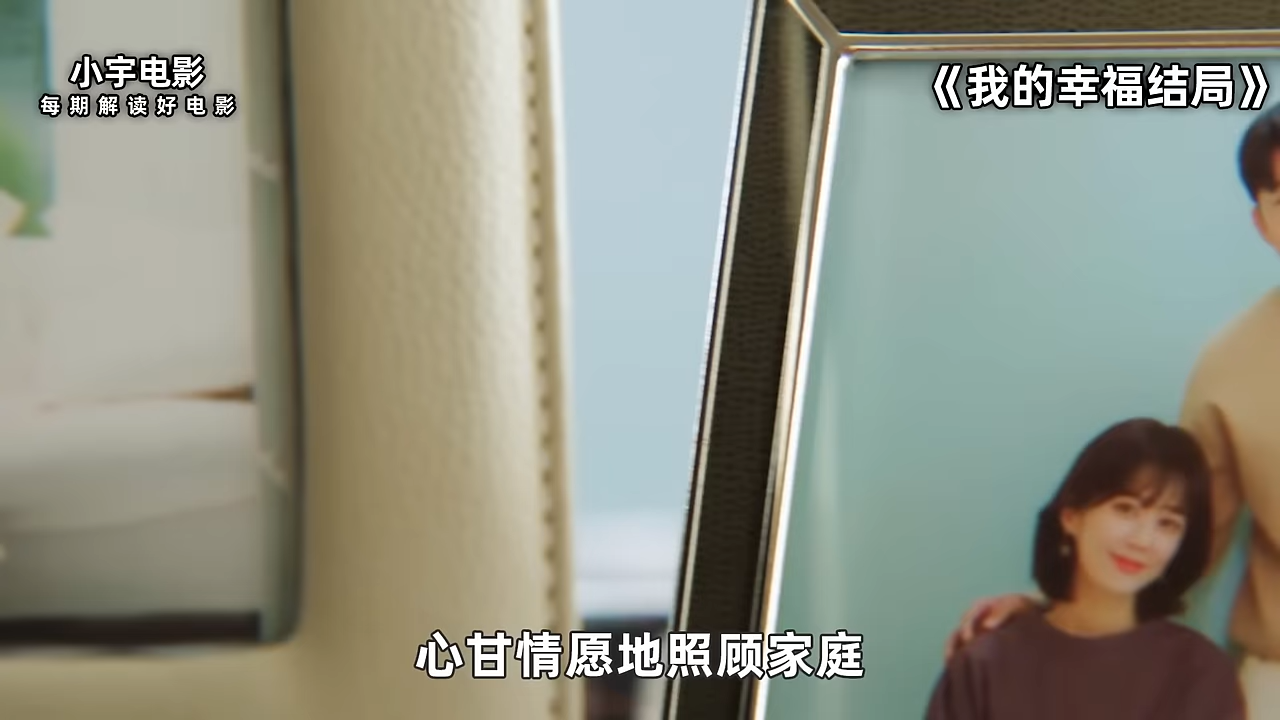 小宇电影
每期解读好电影
《我的幸福结局》
心甘情愿地照顾家庭